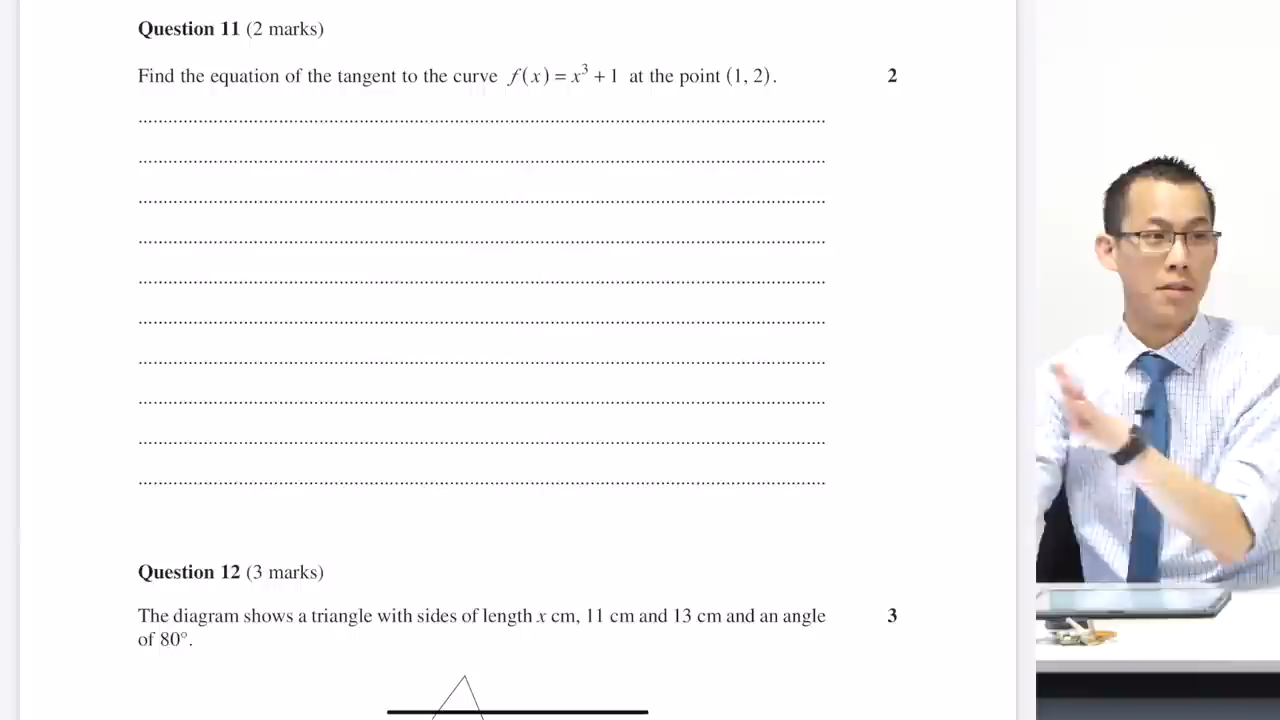 Question 11 (2 marks)
Find the equation of the tangent to the curve f(x) = x³ + 1 at the point (1, 2). 2
Question 12 (3 marks)
The diagram shows a triangle with sides of length x cm, 11 cm and 13 cm and an angle 3
of 80°.